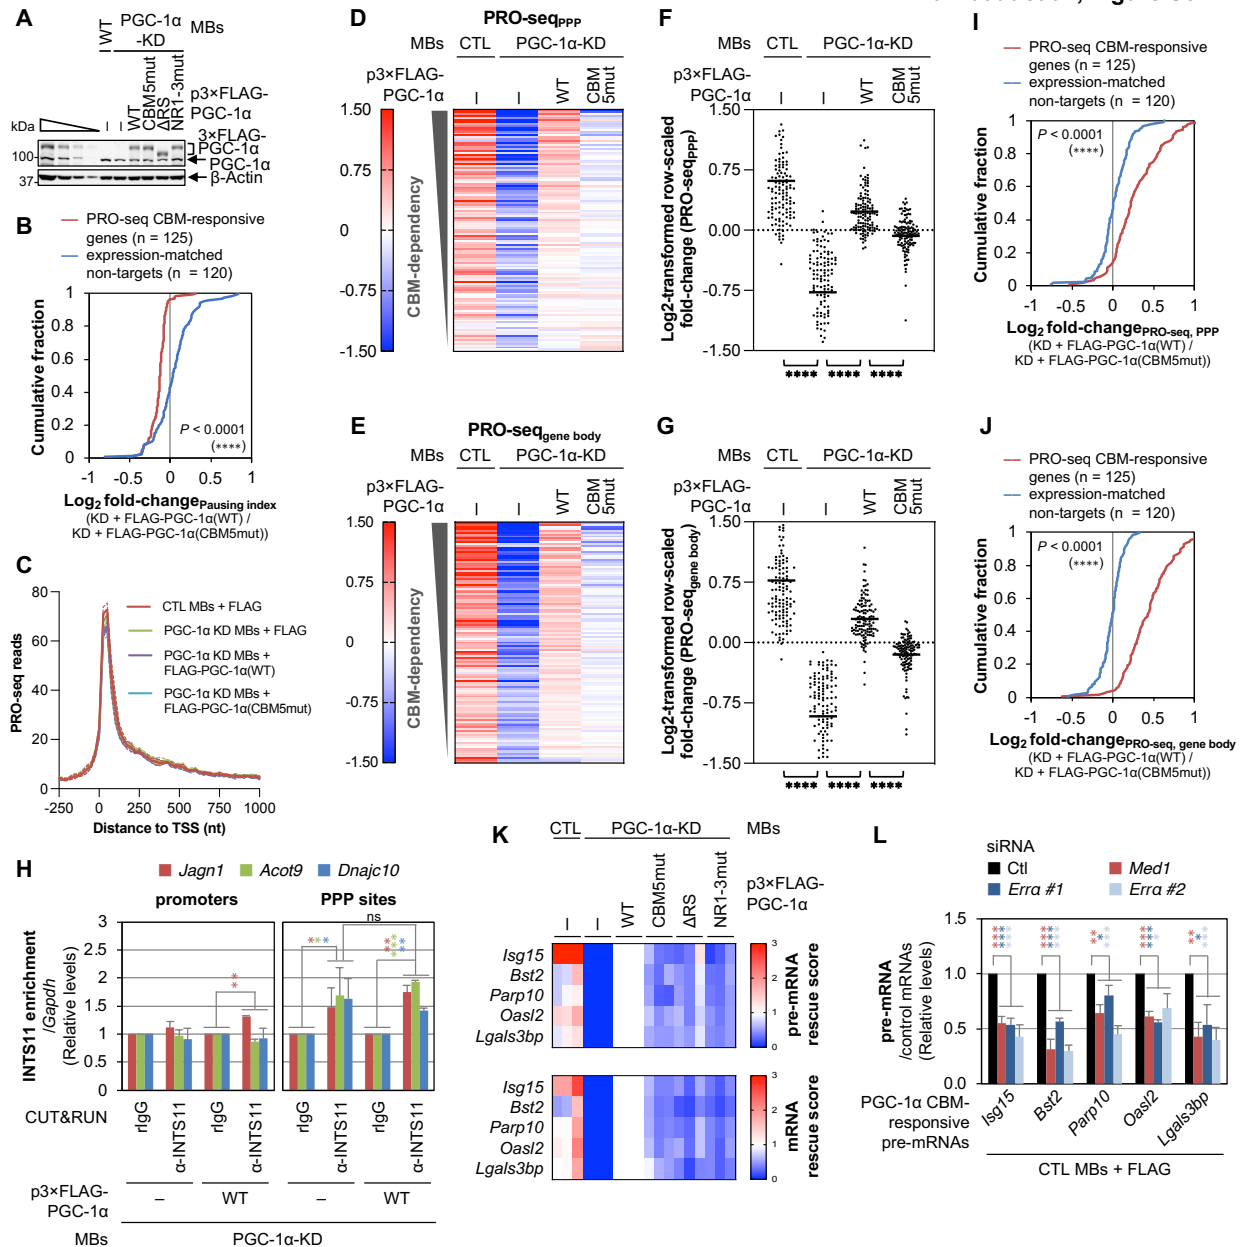 A
WT
PGC-1α
-KD
MBs
–
–
WT
CBM5mut
ΔRS
NR1-3mut
p3×FLAG-
PGC-1α
kDa
3×FLAG-
PGC-1α
100
PGC-1α
37
β-Actin
B
PRO-seq CBM-responsive
genes (n = 125)
expression-matched
non-targets (n = 120)
Cumulative fraction
1
0.8
0.6
0.4
0.2
0
P < 0.0001
(****)
-1 -0.5 0 0.5 1
Log2 fold-change Pausing index
(KD + FLAG-PGC-1α(WT) /
KD + FLAG-PGC-1α(CBM5mut))
C
PRO-seq reads
80
60
40
20
0
CTL MBs + FLAG
PGC-1α KD MBs + FLAG
PGC-1α KD MBs +
FLAG-PGC-1α(WT)
PGC-1α KD MBs +
FLAG-PGC-1α(CBM5mut)
-250 0 250 500 750 1000
Distance to TSS (nt)
D
PRO-seqPPP
MBs CTL PGC-1α-KD
p3×FLAG-
PGC-1α
– – WT CBM
5mut
1.50
0.75
0
-0.75
-1.50
CBM-dependency
E
PRO-seqgene body
MBs CTL PGC-1α-KD
p3×FLAG-
PGC-1α
– – WT CBM
5mut
1.50
0.75
0
-0.75
-1.50
CBM-dependency
F
MBs CTL PGC-1α-KD
p3×FLAG-
PGC-1α
– – WT CBM
5mut
Log2-transformed row-scaled
fold-change (PRO-seqPPP)
1.50
0.75
0.00
-0.75
-1.50
**** **** ****
G
MBs CTL PGC-1α-KD
p3×FLAG-
PGC-1α
– – WT CBM
5mut
Log2-transformed row-scaled
fold-change (PRO-seqgene body)
1.50
0.75
0.00
-0.75
-1.50
**** **** ****
H
Jagn1 Acot9 Dnajc10
promoters PPP sites
INTS11 enrichment
/Gapdh
(Relative levels)
3
2.5
2
1.5
1
0.5
0
**
***
ns
CUT&RUN
rIgG α-INTS11 rIgG α-INTS11 rIgG α-INTS11 rIgG α-INTS11
p3×FLAG-
PGC-1α
– WT – WT
MBs PGC-1α-KD
I
PRO-seq CBM-responsive
genes (n = 125)
expression-matched
non-targets (n = 120)
Cumulative fraction
1
0.8
0.6
0.4
0.2
0
P < 0.0001
(****)
-1 -0.5 0 0.5 1
Log2 fold-changePRO-seq, PPP
(KD + FLAG-PGC-1α(WT) /
KD + FLAG-PGC-1α(CBM5mut))
J
PRO-seq CBM-responsive
genes (n = 125)
expression-matched
non-targets (n = 120)
Cumulative fraction
1
0.8
0.6
0.4
0.2
0
P < 0.0001
(****)
-1 -0.5 0 0.5 1
Log2 fold-changePRO-seq, gene body
(KD + FLAG-PGC-1α(WT) /
KD + FLAG-PGC-1α(CBM5mut))
K
CTL PGC-1α-KD MBs
– – WT CBM5mut ΔRS NR1-3mut
p3×FLAG-
PGC-1α
Isg15
Bst2
Parp10
Oasl2
Lgals3bp
3
2
1
0
pre-mRNA
rescue score
Isg15
Bst2
Parp10
Oasl2
Lgals3bp
3
2
1
0
mRNA
rescue score
L
siRNA
Ctl Med1
Errα #1 Errα #2
pre-mRNA
/control mRNAs
(Relative levels)
1.5
1.0
0.5
0.0
PGC-1α CBM-
responsive
pre-mRNAs
Isg15 Bst2 Parp10 Oasl2 Lgals3bp
CTL MBs + FLAG